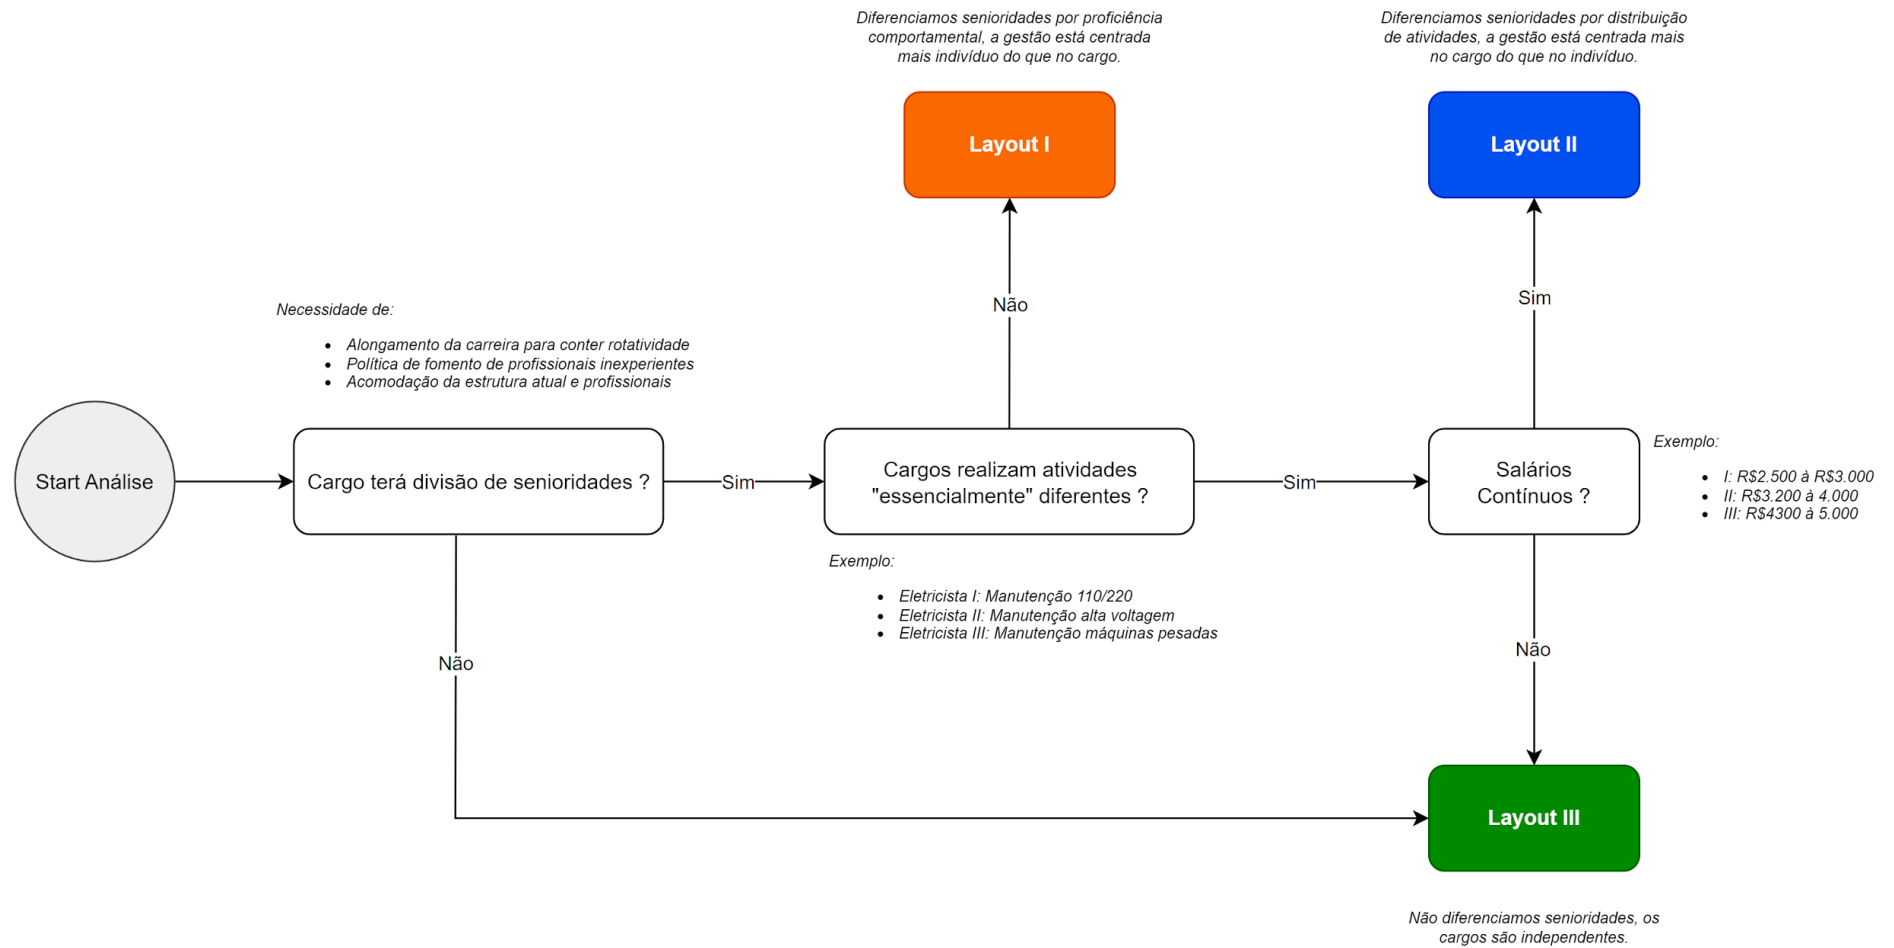 Diferenciamos senioridades por proficiência
comportamental, a gestão está centrada
mais indivíduo do que no cargo.
Diferenciamos senioridades por distribuição
de atividades, a gestão está centrada mais
no cargo do que no indivíduo.
Layout I
Layout II
Não
Sim
Necessidade de:
• Alongamento da carreira para conter rotatividade
• Política de fomento de profissionais inexperientes
• Acomodação da estrutura atual e profissionais
Start Análise
Cargo terá divisão de senioridades ?
Sim
Cargos realizam atividades
"essencialmente" diferentes ?
Sim
Salários
Contínuos ?
Exemplo:
• I: R$2.500 à R$3.000
• II: R$3.200 à 4.000
• III: R$4300 à 5.000
Exemplo:
• Eletricista I: Manutenção 110/220
• Eletricista II: Manutenção alta voltagem
• Eletricista III: Manutenção máquinas pesadas
Não
Não
Layout III
Não diferenciamos senioridades, os
cargos são independentes.